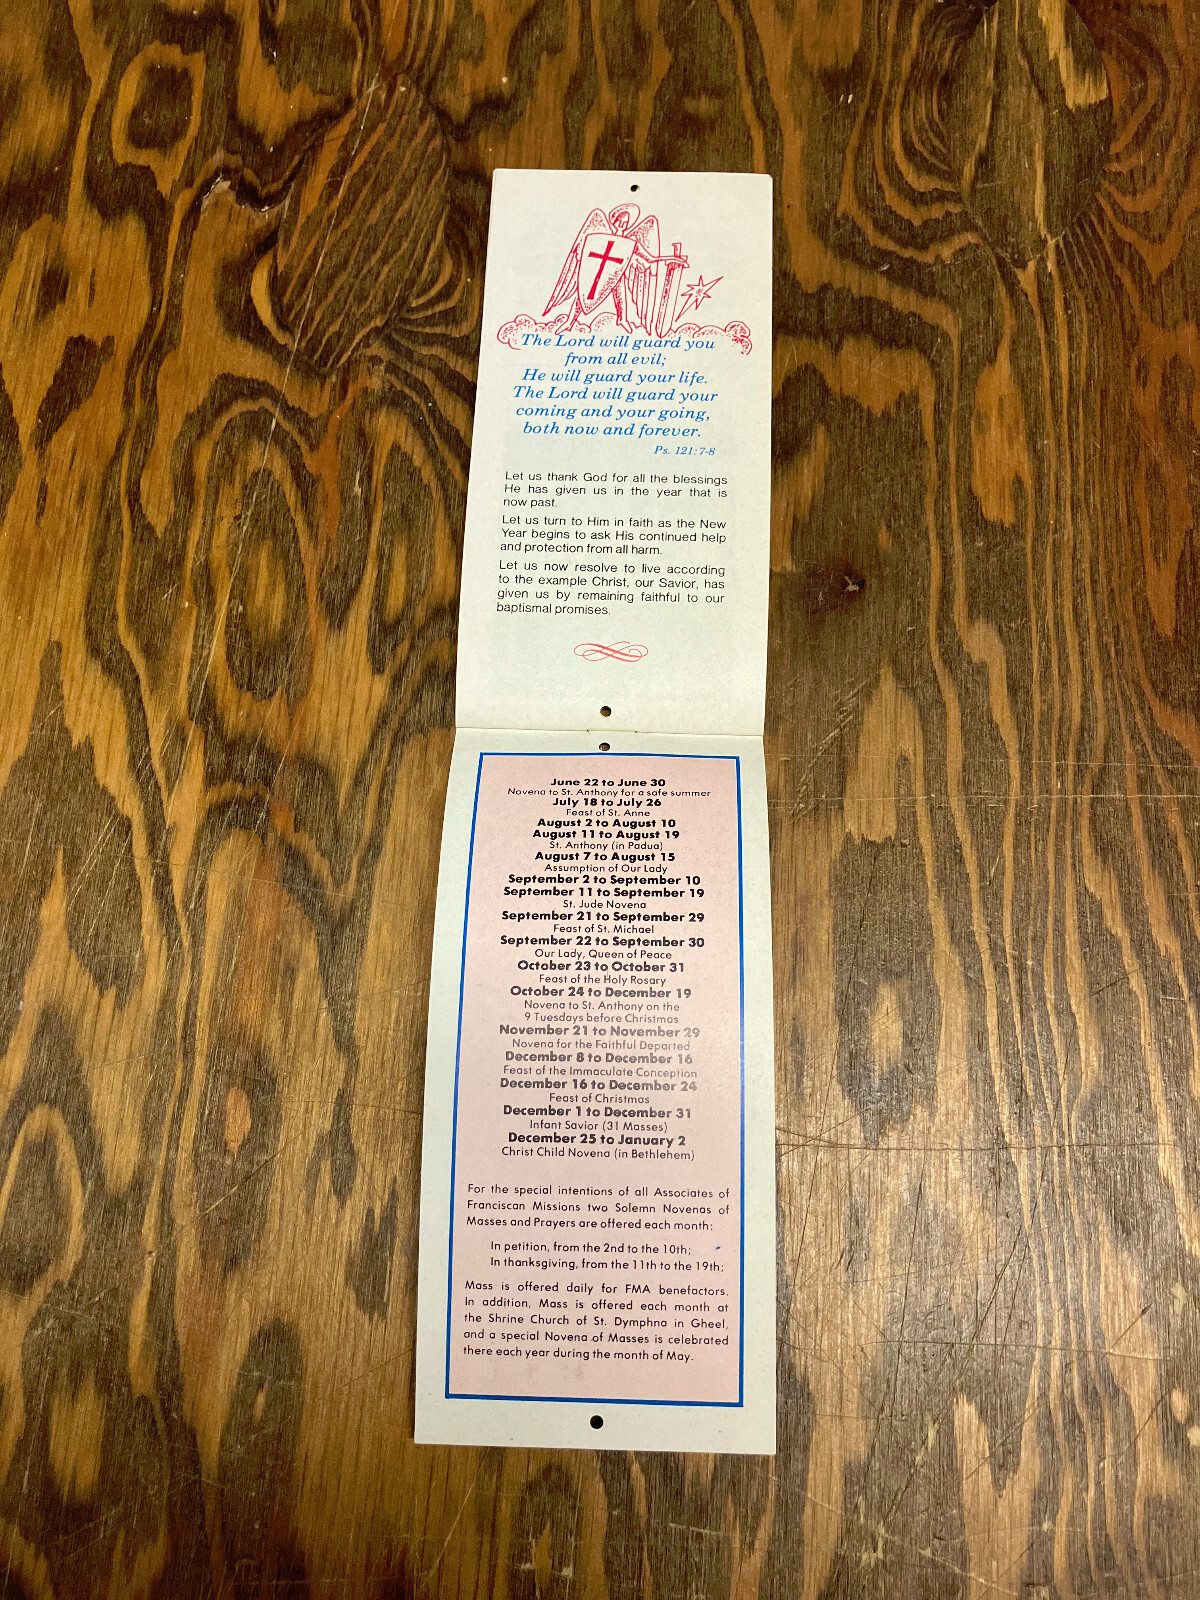 The Lord will guard you
from all evil;
He will guard your life.
The Lord will guard your
coming and your going,
both now and forever.
Ps. 121:7-8
Let us thank God for all the blessings
He has given us in the year that is
now past.
Let us turn to Him in faith as the New
Year begins to ask His continued help
and protection from all harm.
Let us now resolve to live according
to the example Christ, our Savior, has
given us by remaining faithful to our
baptismal promises.
June 22 to June 30
Novena to St. Anthony for a safe summer
July 18 to July 26
Feast of St. Anne
August 2 to August 10
August 11 to August 19
St. Anthony (in Padua)
August 7 to August 15
Assumption of Our Lady
September 2 to September 10
September 11 to September 19
St. Jude Novena
September 21 to September 29
Feast of St. Michael
September 22 to September 30
Our Lady, Queen of Peace
October 23 to October 31
Feast of the Holy Rosary
October 24 to December 19
Novena to St. Anthony on the
9 Tuesdays before Christmas
November 21 to November 29
Novena for the Faithful Departed
December 8 to December 16
Feast of the Immaculate Conception
December 16 to December 24
Feast of Christmas
December 1 to December 31
Infant Savior (31 Masses)
December 25 to January 2
Christ Child Novena (in Bethlehem)
For the special intentions of all Associates of
Franciscan Missions two Solemn Novenas of
Masses and Prayers are offered each month:
In petition, from the 2nd to the 10th;
In thanksgiving, from the 11th to the 19th;
Mass is offered daily for FMA benefactors.
In addition, Mass is offered each month at
the Shrine Church of St. Dymphna in Gheel,
and a special Novena of Masses is celebrated
there each year during the month of May.